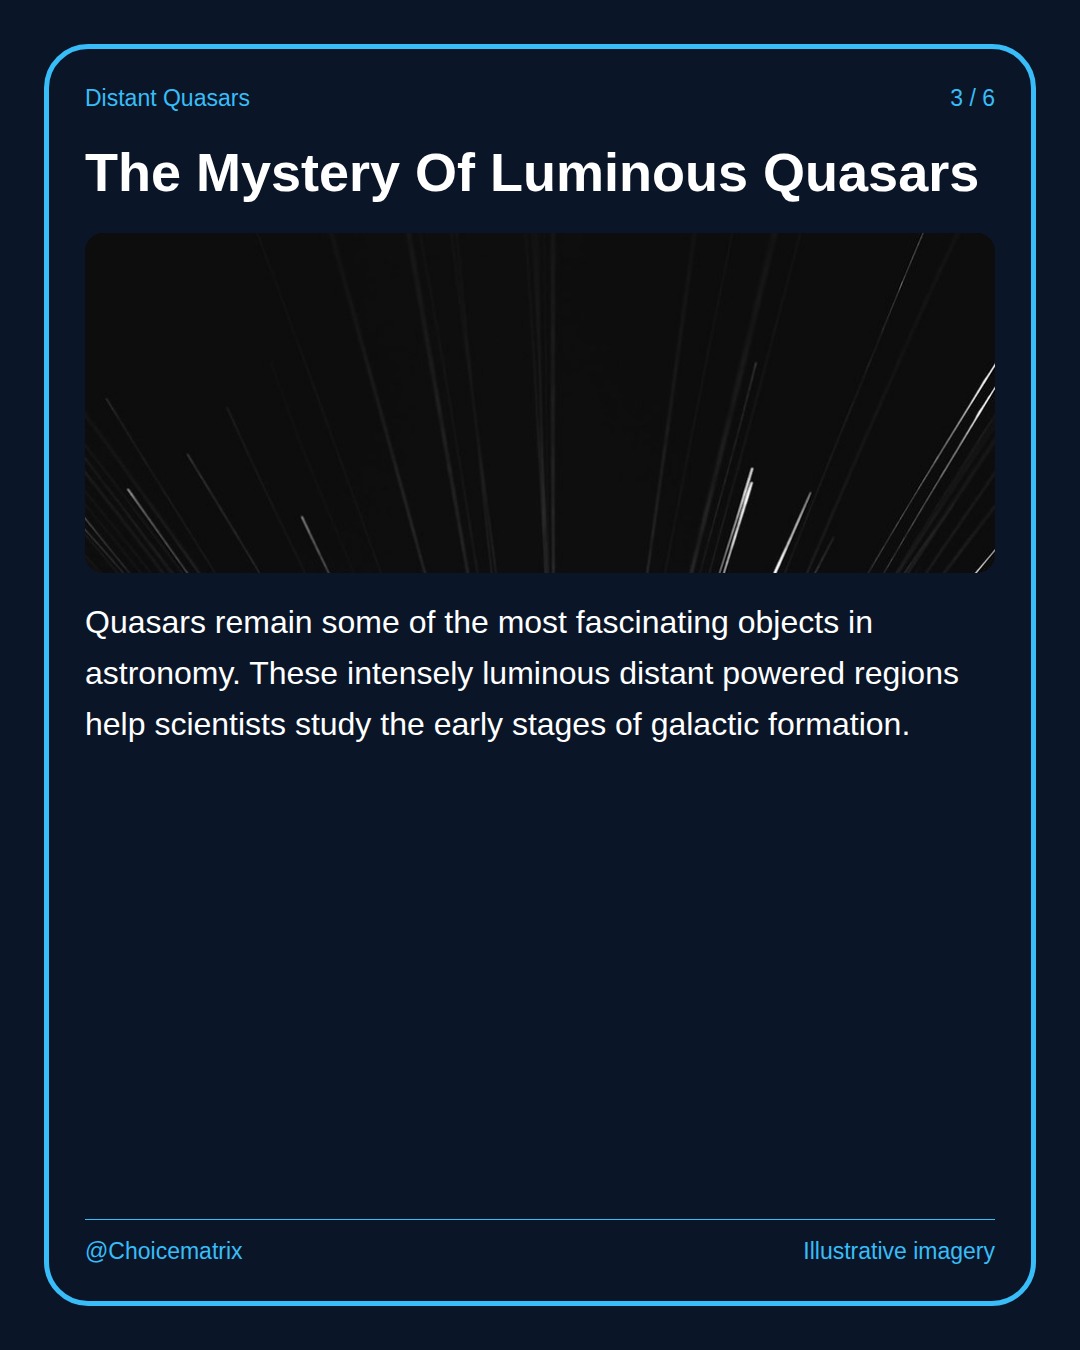 Distant Quasars
3 / 6
The Mystery Of Luminous Quasars
Quasars remain some of the most fascinating objects in
astronomy. These intensely luminous distant powered regions
help scientists study the early stages of galactic formation.
@Choicematrix
Illustrative imagery